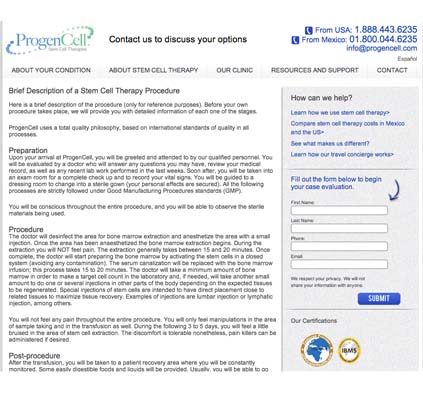 ProgenCell
Stem Cell Therapies
Contact us to discuss your options
From USA: 1.888.443.6235
From Mexico: 01.800.044.6235
info@progencell.com
Español
ABOUT YOUR CONDITION
ABOUT STEM CELL THERAPY
OUR CLINIC
RESOURCES AND SUPPORT
CONTACT
Brief Description of a Stem Cell Therapy Procedure
Here is a brief description of the procedure (only for reference purposes). Before your own
procedure takes place, we will provide you with detailed information of each one of the stages.
ProgenCell uses a total quality philosophy, based on international standards of quality in all
processes.
Preparation
Upon your arrival at ProgenCell, you will be greeted and attended to by our qualified personnel. You
will be evaluated by a doctor who will answer any questions you may have, review your medical
record, as well as any recent lab work performed in the last weeks. Soon after, you will be taken into
an exam room for a complete check-up and to record your vital signs. You will be guided to a
dressing room to change into a sterile gown (your personal effects are secured). All the following
processes are strictly followed under Good Manufacturing Procedures standards (GMP).
You will be conscious throughout the entire procedure, and you will be able to observe the sterile
materials being used.
Procedure
The doctor will desinfect the area for bone marrow extraction and anesthetize the area with a small
injection. Once the area has been anaesthetized the bone marrow extraction begins. During the
extraction you will NOT feel pain. The extraction generally takes between 15 and 20 minutes. Once
complete, the doctor will start preparing the bone marrow by activating the stem cells in a closed
system (avoiding any contamination). The serum canalization will be replaced with the bone marrow
infusion; this process takes 15 to 20 minutes. The doctor will take a minimum amount of bone
marrow in order to make a target cell count in the laboratory and, if needed, will take another small
amount to do one or several injections in other parts of the body depending on the expected tissues
to be regenerated. Special injections of stem cells are intended to have direct placement close to
related tissues to maximize tissue recovery. Examples of injections are lumbar injection or lymphatic
injection, among others.
You will not feel any pain throughout the entire procedure. You will only feel manipulations in the area
of sample taking and in the transfusion as well. During the following 3 to 5 days, you will feel a little
bruised in the area of stem cell extraction. The discomfort is tolerable nonetheless, pain killers can be
administered if desired.
Post-procedure
After the transfusion, you will be taken to a patient recovery area where you will be constantly
monitored. Some easily digestible foods and liquids will be provided. Usually, you will be able to go
How can we help?
Learn how we use stem cell therapy>
Compare stem cell therapy costs in Mexico
and the US>
See what makes us different?
Learn how our travel concierge works>
Fill out the form below to begin
your case evaluation.
First Name:
Last Name:
Phone:
Email:
We respect your privacy. We will not
share your information with anyone.
SUBMIT
Our Certifications
IBMS